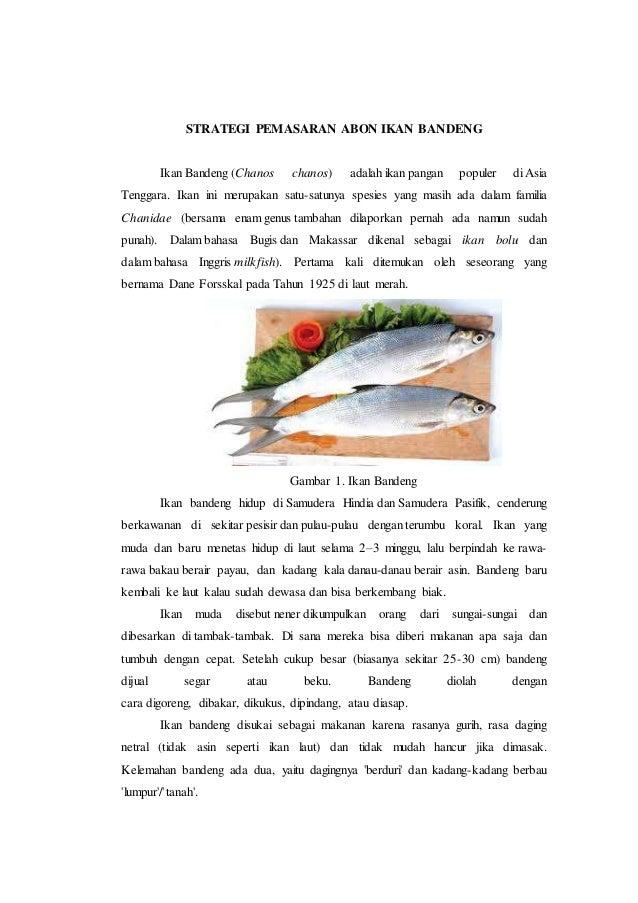 STRATEGI PEMASARAN ABON IKAN BANDENG
Ikan Bandeng (Chanos chanos) adalah ikan pangan populer di Asia
Tenggara. Ikan ini merupakan satu-satunya spesies yang masih ada dalam familia
Chanidae (bersama enam genus tambahan dilaporkan pernah ada namun sudah
punah). Dalam bahasa Bugis dan Makassar dikenal sebagai ikan bolu dan
dalam bahasa Inggris milkfish). Pertama kali ditemukan oleh seseorang yang
bernama Dane Forsskal pada Tahun 1925 di laut merah.
Gambar 1. Ikan Bandeng
Ikan bandeng hidup di Samudera Hindia dan Samudera Pasifik, cenderung
berkawanan di sekitar pesisir dan pulau-pulau dengan terumbu koral. Ikan yang
muda dan baru menetas hidup di laut selama 2–3 minggu, lalu berpindah ke rawa-
rawa bakau berair payau, dan kadang kala danau-danau berair asin. Bandeng baru
kembali ke laut kalau sudah dewasa dan bisa berkembang biak.
Ikan muda disebut nener dikumpulkan orang dari sungai-sungai dan
dibesarkan di tambak-tambak. Di sana mereka bisa diberi makanan apa saja dan
tumbuh dengan cepat. Setelah cukup besar (biasanya sekitar 25-30 cm) bandeng
dijual segar atau beku. Bandeng diolah dengan
cara digoreng, dibakar, dikukus, dipindang, atau diasap.
Ikan bandeng disukai sebagai makanan karena rasanya gurih, rasa daging
netral (tidak asin seperti ikan laut) dan tidak mudah hancur jika dimasak.
Kelemahan bandeng ada dua, yaitu dagingnya 'berduri' dan kadang-kadang berbau
'lumpur'/'tanah'.